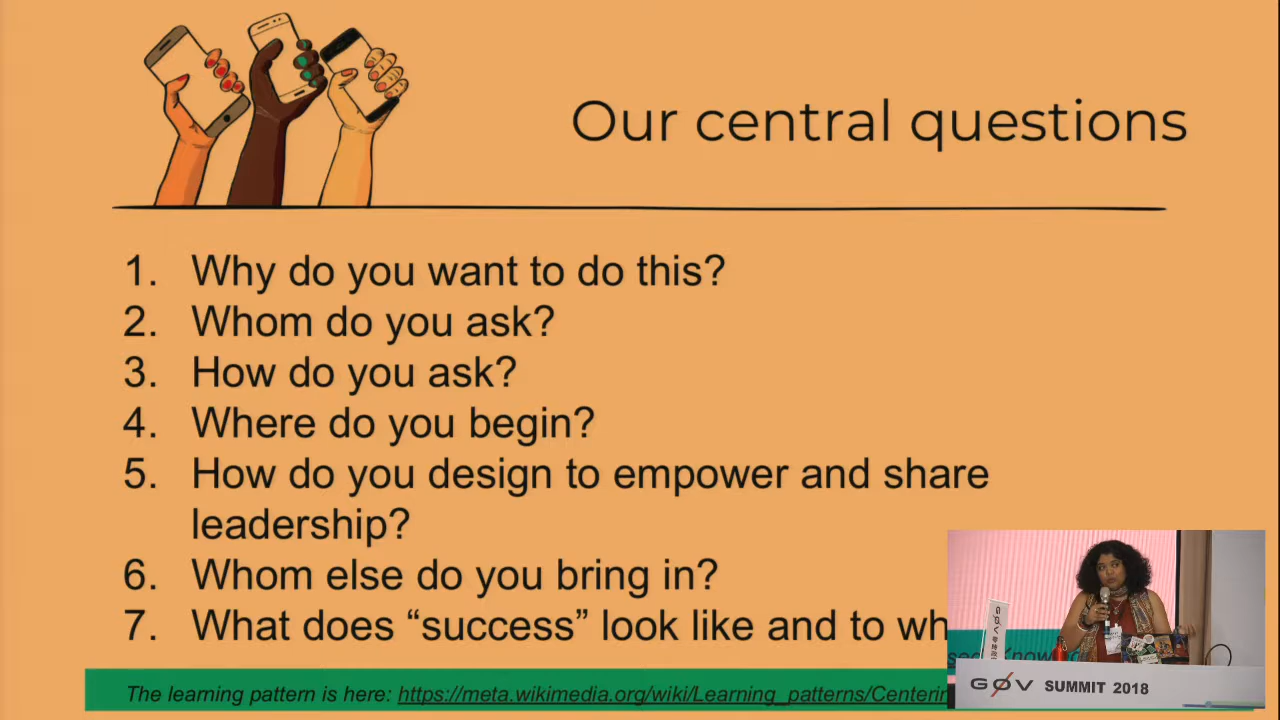 Our central questions
1. Why do you want to do this?
2. Whom do you ask?
3. How do you ask?
4. Where do you begin?
5. How do you design to empower and share
leadership?
6. Whom else do you bring in?
7. What does “success” look like and to wh
The learning pattern is here: https://meta.wikimedia.org/wiki/Learning_patterns/Centerin
GØV SUMMIT 2018